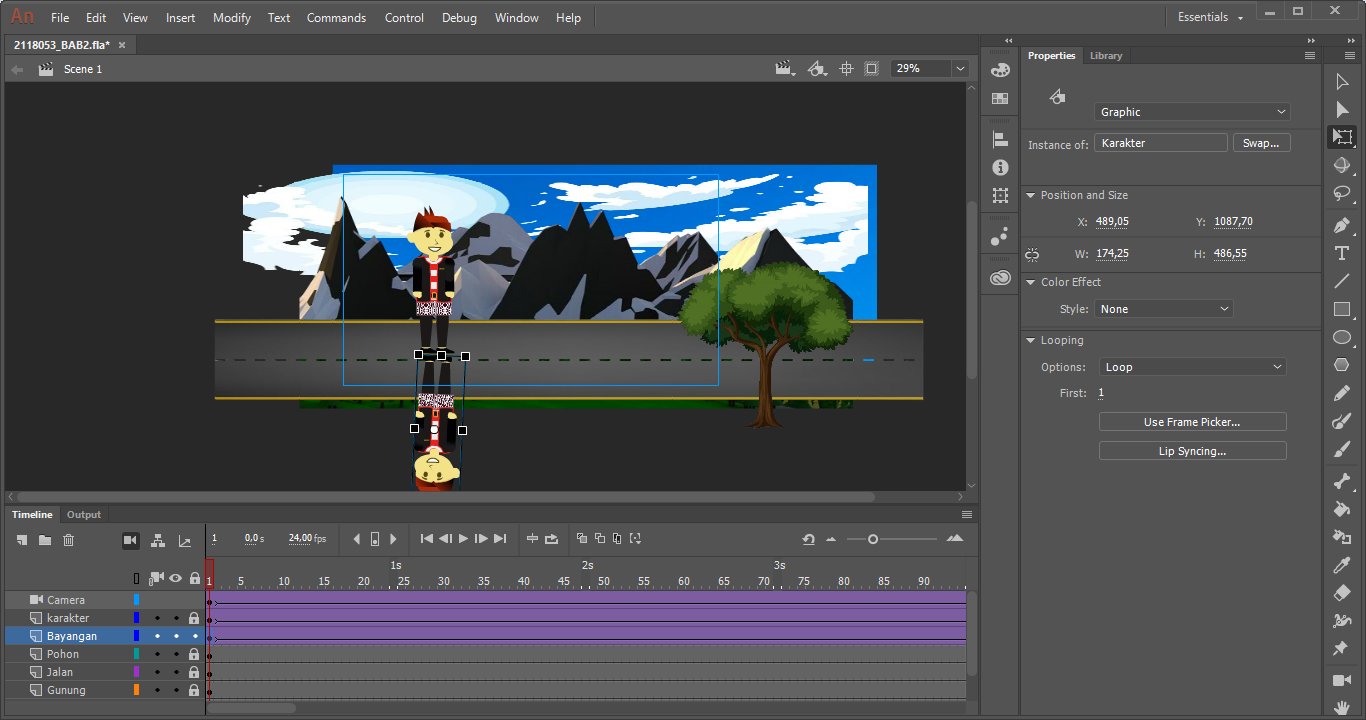 An File Edit View Insert Modify Text Commands Control Debug Window Help Essentials
2118053_BAB2.fla* ×
Scene 1 29%
Properties Library
Graphic
Instance of: Karakter Swap...
Position and Size
X: 489,05 Y: 1087,70
W: 174,25 H: 486,55
Color Effect
Style: None
Looping
Options: Loop
First: 1
Use Frame Picker...
Lip Syncing...
Timeline Output
1 0,0 s 24,00 fps
1s 2s 3s
1 5 10 15 20 25 30 35 40 45 50 55 60 65 70 75 80 85 90
Camera
karakter
Bayangan
Pohon
Jalan
Gunung